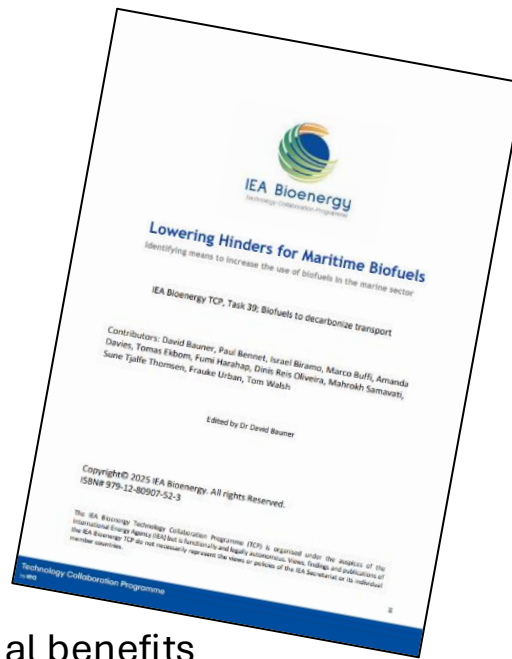 IEA Bioenergy
Technology Collaboration Programme
Lowering Hinders for Maritime Biofuels
Identifying means to increase the use of biofuels in the marine sector
IEA Bioenergy TCP, Task 39; Biofuels to decarbonize transport
Contributors: David Bauner, Paul Bennet, Israel Biramo, Marco Buffi, Amanda
Davies, Tomas Ekbom, Fumi Harahap, Dinis Reis Oliveira, Mahrokh Samavati,
Sune Tjalfe Thomsen, Frauke Urban, Tom Walsh
Edited by Dr David Bauner
Copyright© 2025 IEA Bioenergy. All rights Reserved.
ISBN# 979-12-80907-52-3
The IEA Bioenergy Technology Collaboration Programme (TCP) is organised under the auspices of the
International Energy Agency (IEA) but is functionally and legally autonomous. Views, findings and publications of
the IEA Bioenergy TCP do not necessarily represent the views or policies of the IEA Secretariat or its individual
member countries.
Technology Collaboration Programme
by iea
al benefits